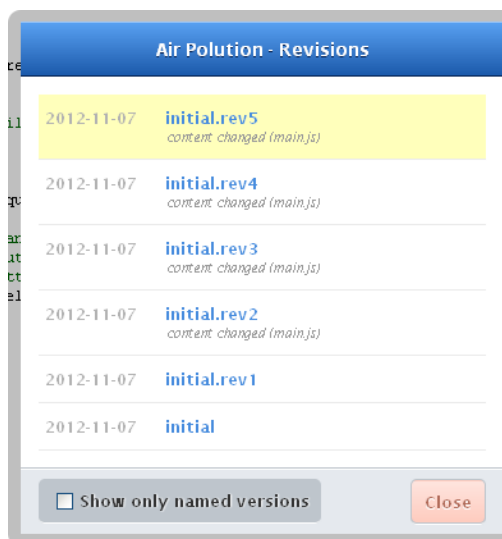 Air Polution - Revisions
2012-11-07 initial.rev5
content changed (main.js)
2012-11-07 initial.rev4
content changed (main.js)
2012-11-07 initial.rev3
content changed (main.js)
2012-11-07 initial.rev2
content changed (main.js)
2012-11-07 initial.rev1
2012-11-07 initial
Show only named versions Close